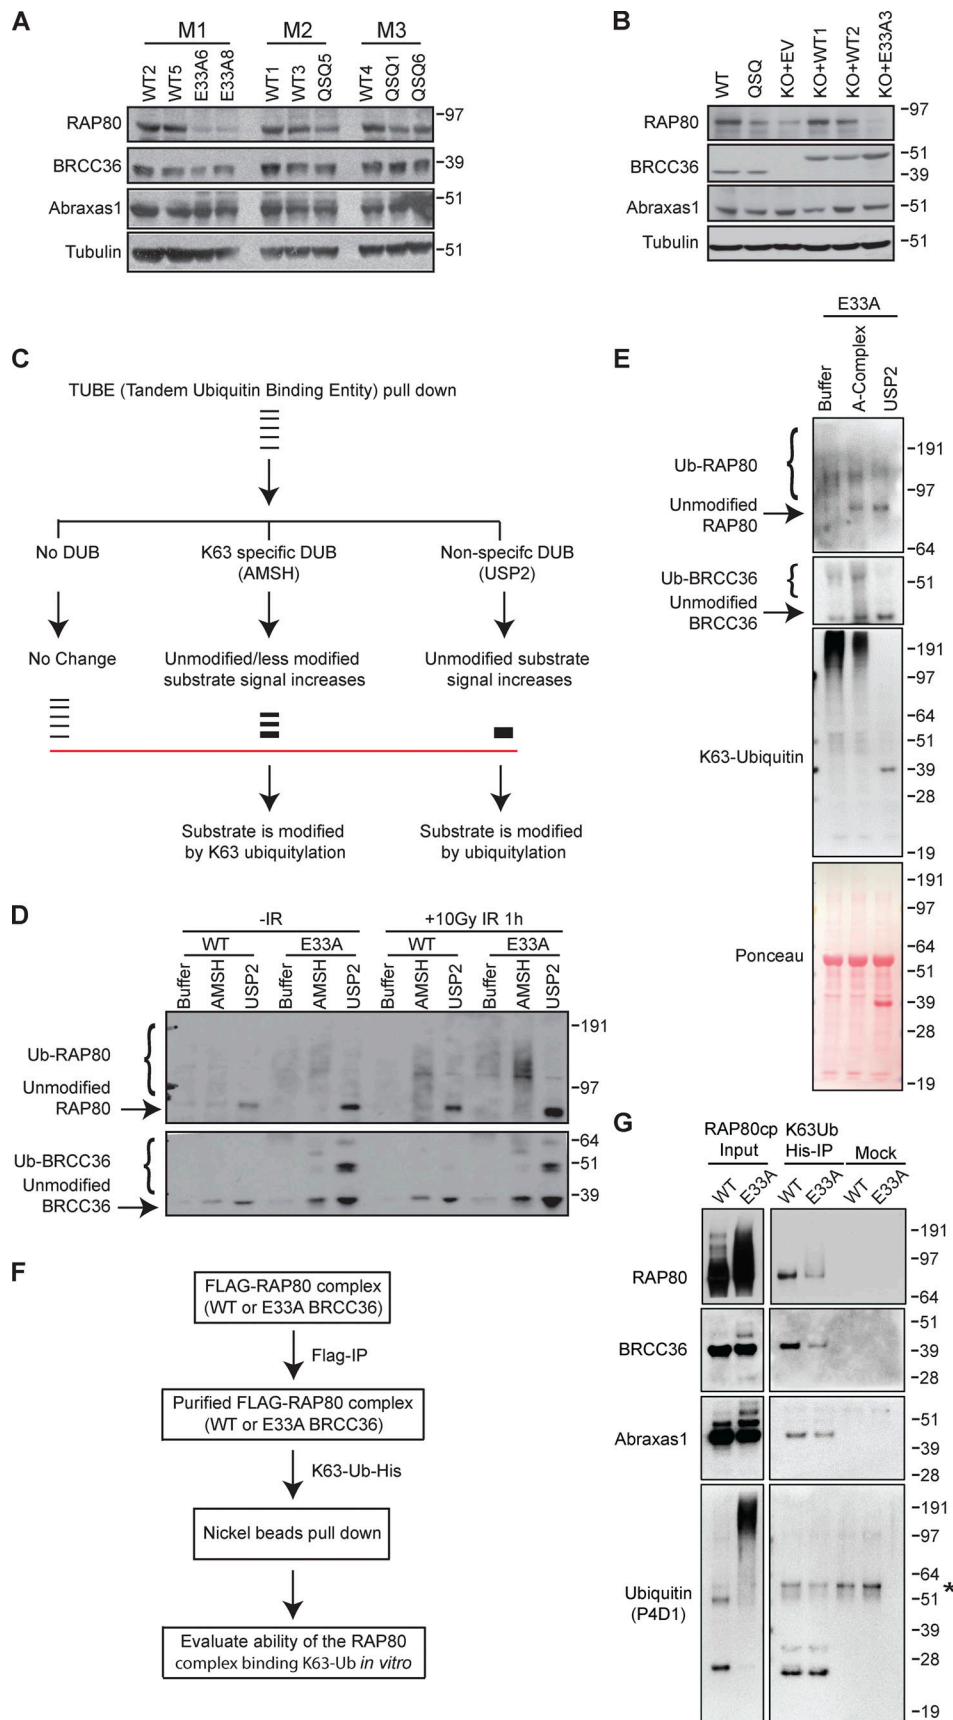 A
M1 M2 M3
WT2 WT5 E33A6 E33A8 WT1 WT3 QSQ5 WT4 QSQ1 QSQ6
RAP80 -97
BRCC36 -39
Abraxas1 -51
Tubulin -51
B
WT QSQ KO+EV KO+WT1 KO+WT2 KO+E33A3
RAP80 -97
BRCC36 -51
-39
Abraxas1 -51
Tubulin -51
C
TUBE (Tandem Ubiquitin Binding Entity) pull down
No DUB K63 specific DUB Non-specifc DUB
(AMSH) (USP2)
No Change Unmodified/less modified Unmodified substrate
substrate signal increases signal increases
Substrate is modified Substrate is modified
by K63 ubiquitylation by ubiquitylation
D
-IR +10Gy IR 1h
WT E33A WT E33A
Buffer AMSH USP2 Buffer AMSH USP2 Buffer AMSH USP2 Buffer AMSH USP2
-191
Ub-RAP80
Unmodified -97
RAP80
-64
Ub-BRCC36 -51
Unmodified
BRCC36 -39
E
E33A
Buffer A-Complex USP2
-191
Ub-RAP80
-97
Unmodified
RAP80
-64
Ub-BRCC36 -51
Unmodified
BRCC36
-191
-97
-64
-51
K63-Ubiquitin
-39
-28
-19
-191
-97
Ponceau -64
-51
-39
-28
-19
F
FLAG-RAP80 complex
(WT or E33A BRCC36)
Flag-IP
Purified FLAG-RAP80 complex
(WT or E33A BRCC36)
K63-Ub-His
Nickel beads pull down
Evaluate ability of the RAP80
complex binding K63-Ub in vitro
G
RAP80cp K63Ub
Input His-IP Mock
WT E33A WT E33A WT E33A
-191
-97
RAP80
-64
-51
BRCC36 -39
-28
-51
Abraxas1
-39
-28
-191
-97
-64
*
Ubiquitin -51
(P4D1)
-39
-28
-19